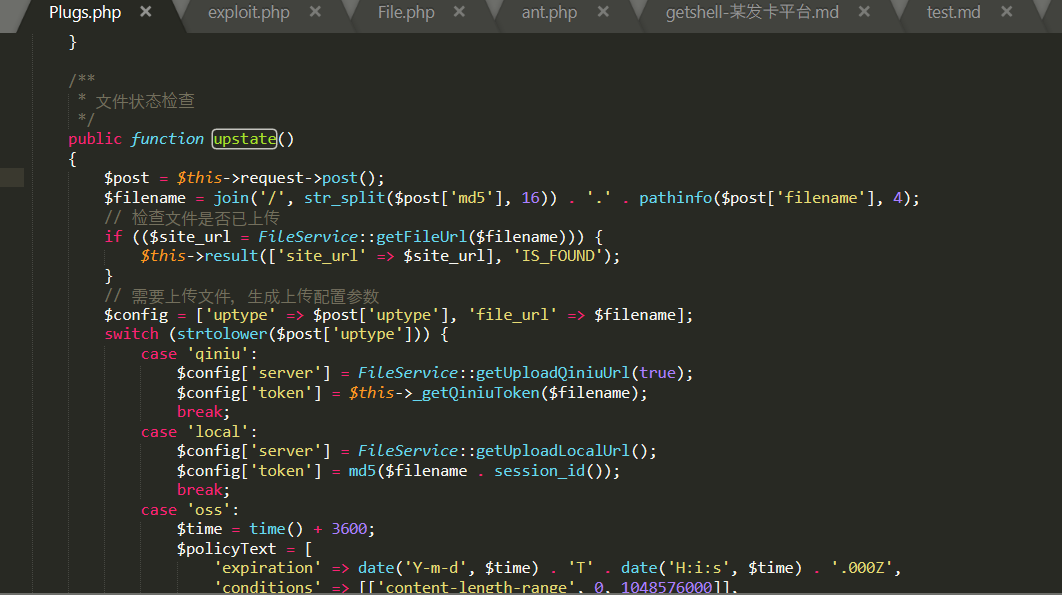 Plugs.php × exploit.php × File.php × ant.php × getshell-某发卡平台.md × test.md ×
}
/**
* 文件状态检查
*/
public function upstate()
{
$post = $this->request->post();
$filename = join('/', str_split($post['md5'], 16)) . '.' . pathinfo($post['filename'], 4);
// 检查文件是否已上传
if (($site_url = FileService::getFileUrl($filename))) {
$this->result(['site_url' => $site_url], 'IS_FOUND');
}
// 需要上传文件，生成上传配置参数
$config = ['uptype' => $post['uptype'], 'file_url' => $filename];
switch (strtolower($post['uptype'])) {
case 'qiniu':
$config['server'] = FileService::getUploadQiniuUrl(true);
$config['token'] = $this->_getQiniuToken($filename);
break;
case 'local':
$config['server'] = FileService::getUploadLocalUrl();
$config['token'] = md5($filename . session_id());
break;
case 'oss':
$time = time() + 3600;
$policyText = [
'expiration' => date('Y-m-d', $time) . 'T' . date('H:i:s', $time) . '.000Z',
'conditions' => [['content-length-range', 0, 1048576000]],